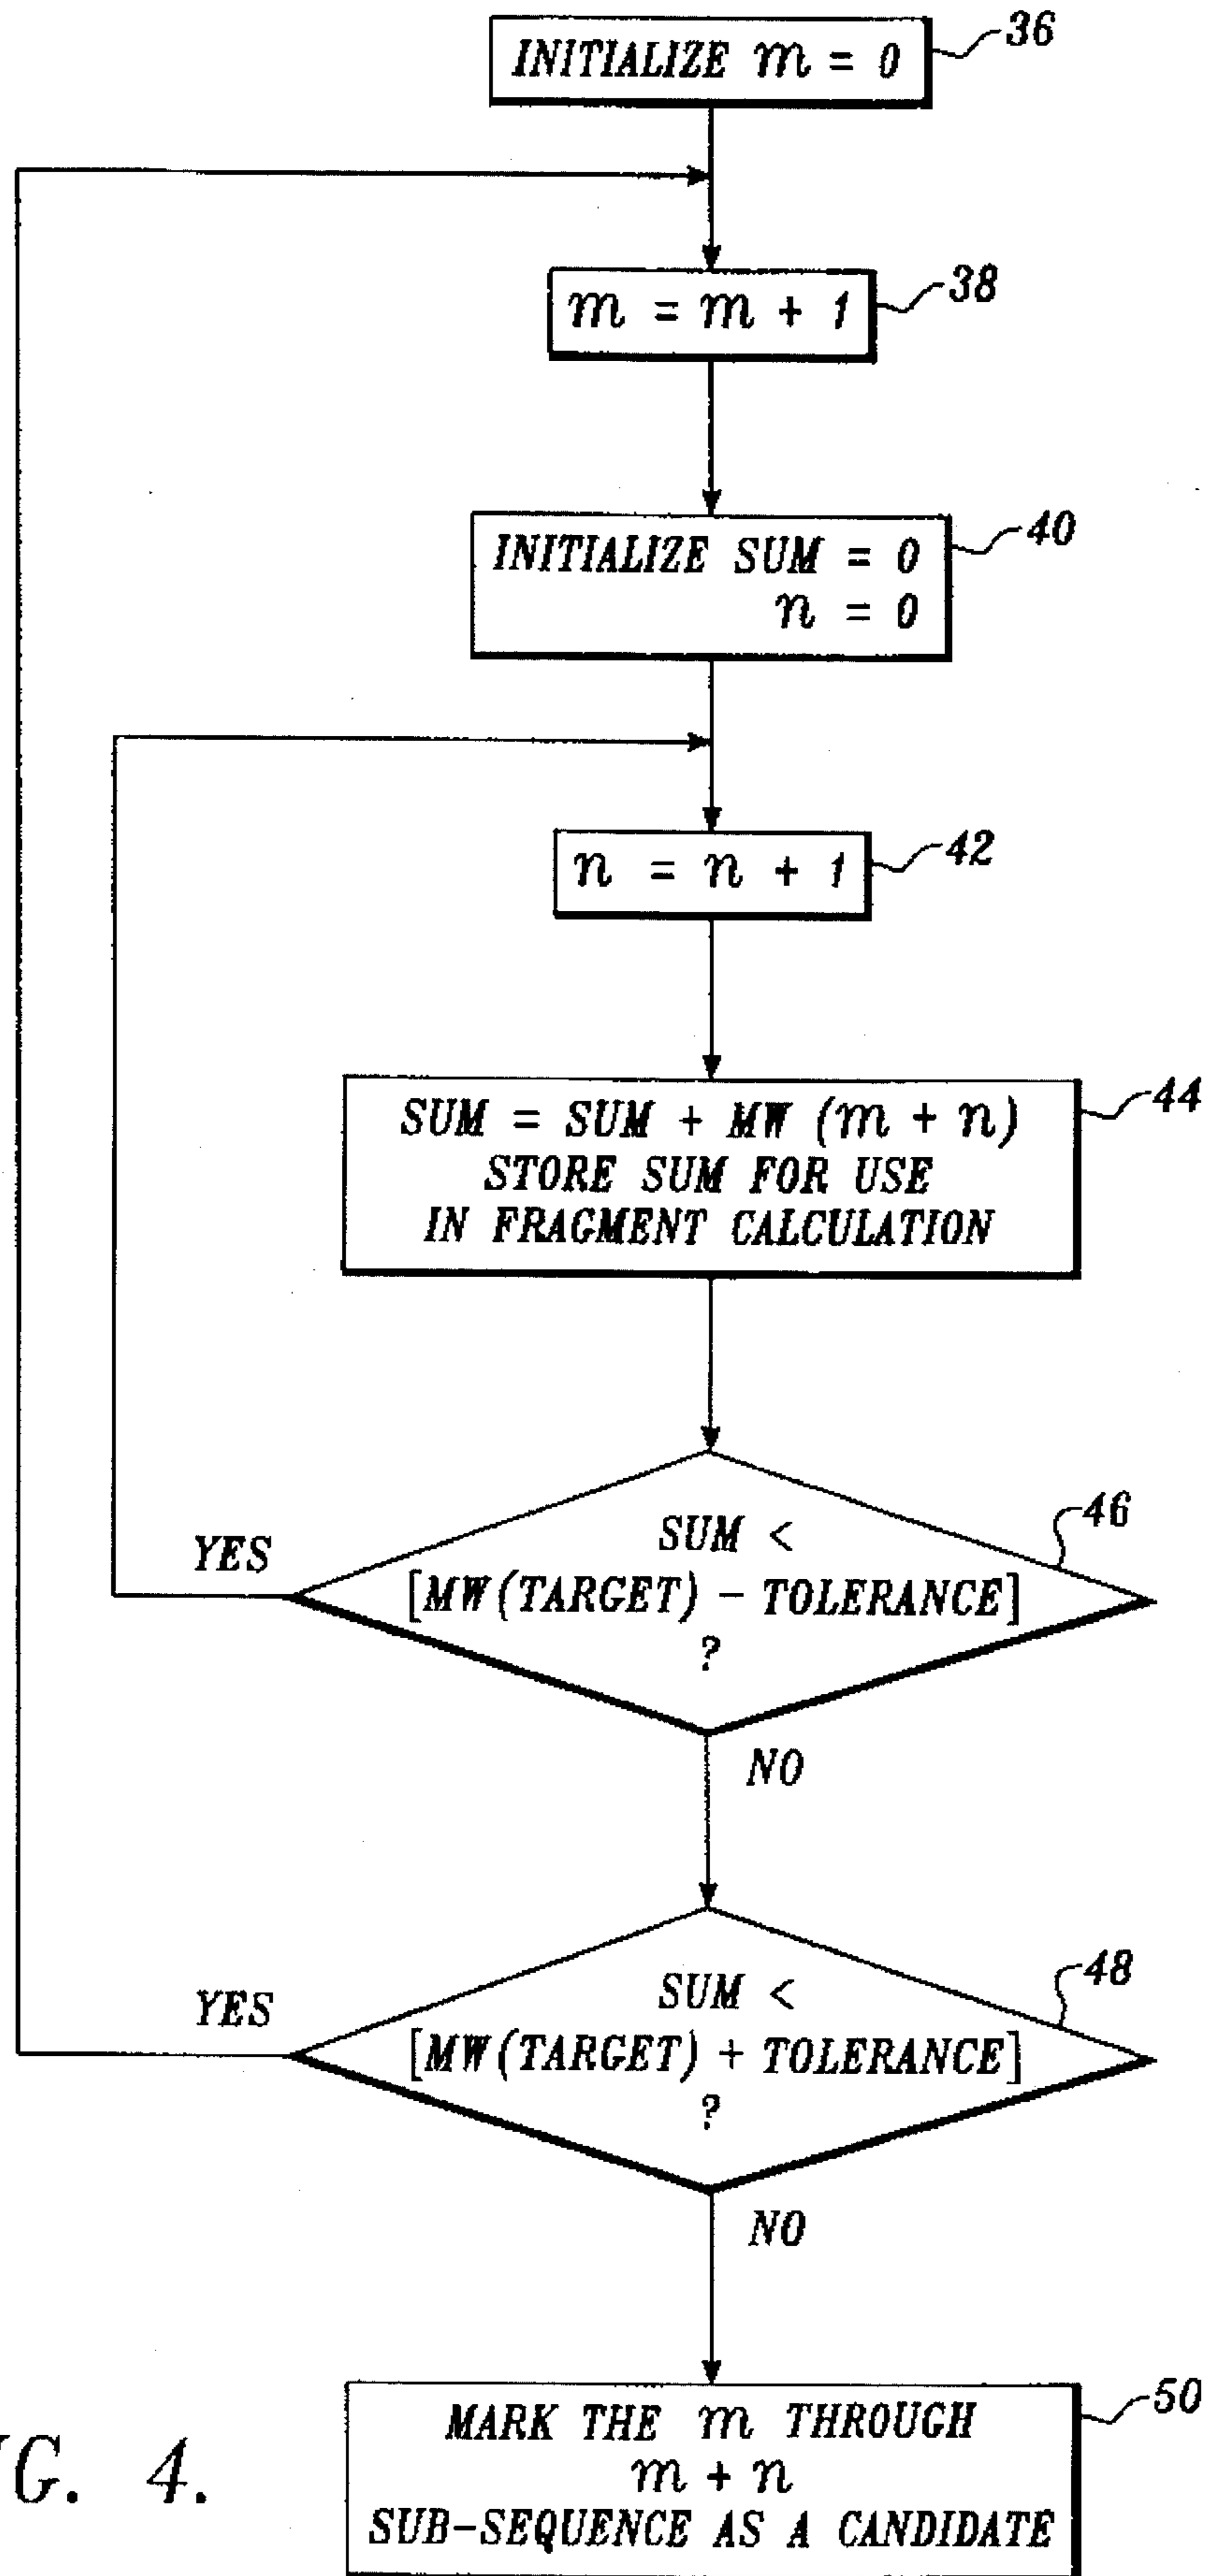 INITIALIZE m = 0
36
m = m + 1
38
INITIALIZE SUM = 0
n = 0
40
n = n + 1
42
SUM = SUM + MW (m + n)
STORE SUM FOR USE
IN FRAGMENT CALCULATION
44
SUM <
[MW(TARGET) - TOLERANCE]
?
46
YES
NO
SUM <
[MW(TARGET) + TOLERANCE]
?
48
YES
NO
MARK THE m THROUGH
m + n
SUB-SEQUENCE AS A CANDIDATE
50
G. 4.